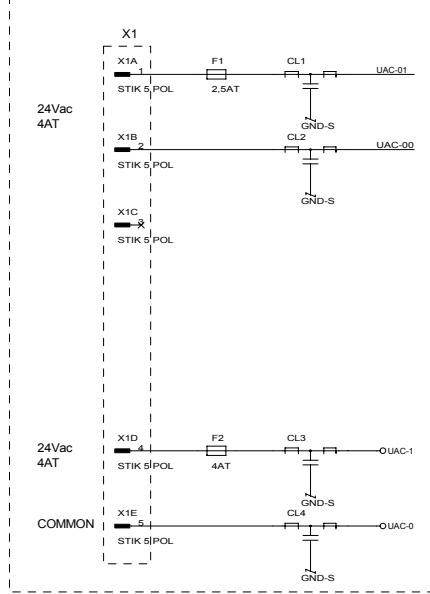 X1
X1A 1 F1 CL1 UAC-01
STIK 5 POL 2,5AT
24Vac
4AT
GND-S
X1B 2 CL2 UAC-00
STIK 5 POL
GND-S
X1C 3
STIK 5 POL
24Vac
4AT
X1D 4 F2 CL3 UAC-1
STIK 5 POL 4AT
GND-S
COMMON X1E 5 CL4 UAC-0
STIK 5 POL
GND-S